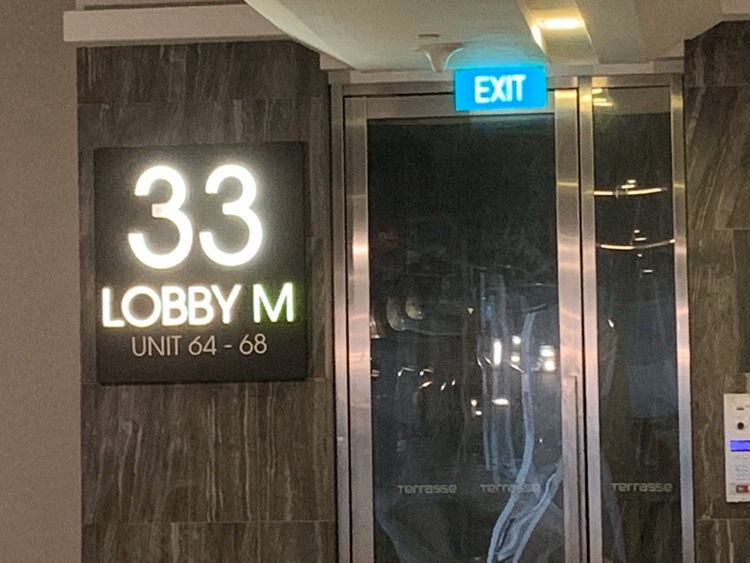 EXIT
33
LOBBY M
UNIT 64 - 68
Terrasse Terrasse Terrasse